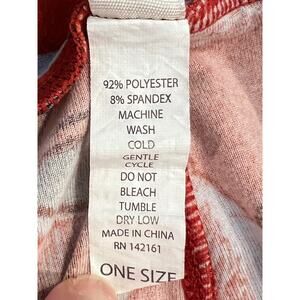 92% POLYESTER
8% SPANDEX
MACHINE
WASH
COLD
GENTLE
CYCLE
DO NOT
BLEACH
TUMBLE
DRY LOW
MADE IN CHINA
RN 142161
ONE SIZE